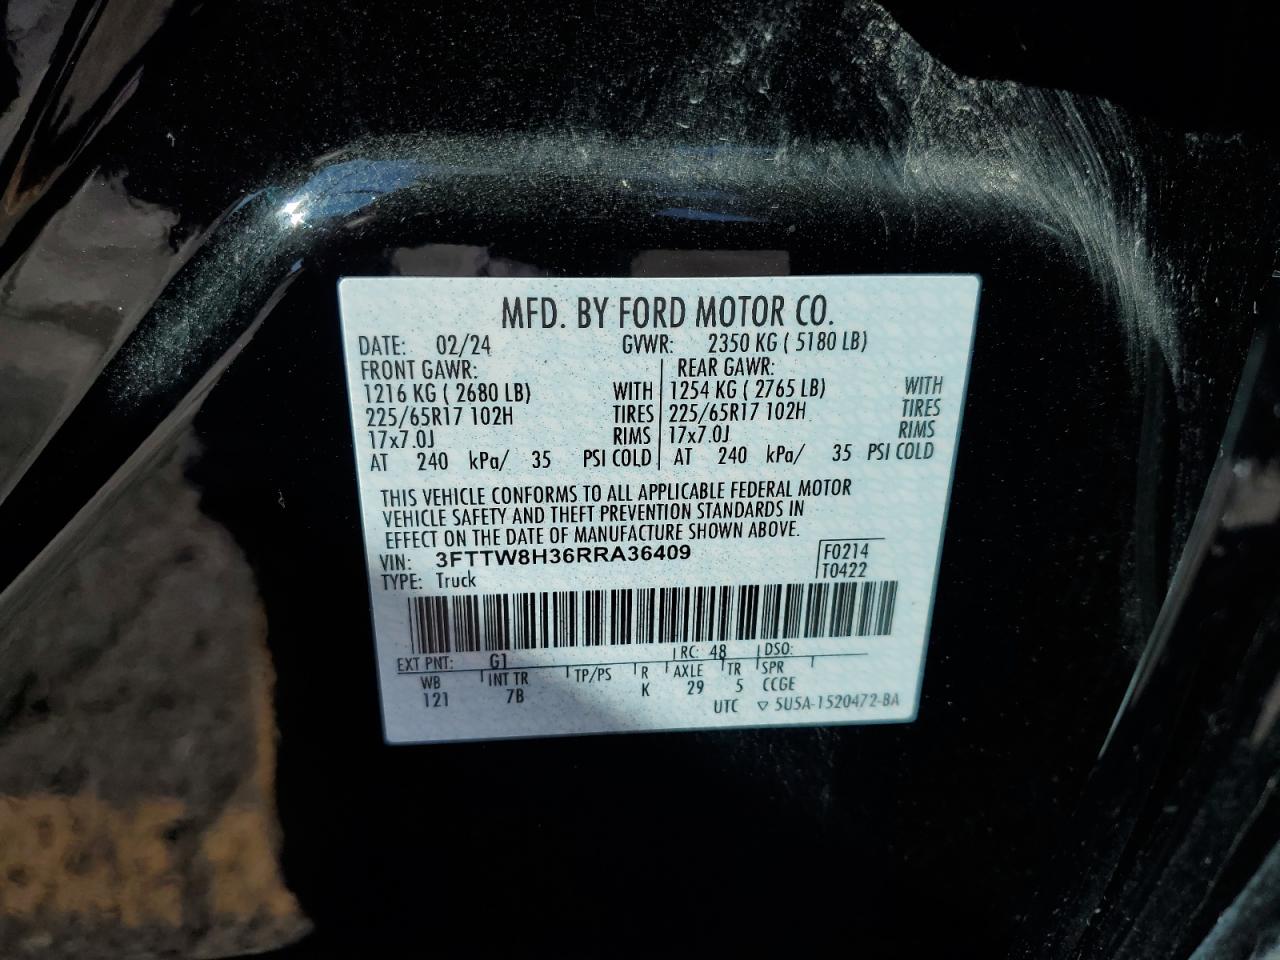 MFD. BY FORD MOTOR CO.
DATE: 02/24 GVWR: 2350 KG ( 5180 LB)
FRONT GAWR: REAR GAWR:
1216 KG ( 2680 LB) WITH 1254 KG ( 2765 LB) WITH
225/65R17 102H TIRES 225/65R17 102H TIRES
17x7.0J RIMS 17x7.0J RIMS
AT 240 kPa/ 35 PSI COLD AT 240 kPa/ 35 PSI COLD
THIS VEHICLE CONFORMS TO ALL APPLICABLE FEDERAL MOTOR
VEHICLE SAFETY AND THEFT PREVENTION STANDARDS IN
EFFECT ON THE DATE OF MANUFACTURE SHOWN ABOVE.
VIN: 3FTTW8H36RRA36409 F0214
TYPE: Truck T0422
EXT PNT: G1 RC: 48 DSO:
WB INT TR TP/PS R AXLE TR SPR
121 7B K 29 5 CCGE
UTC ▽ 5U5A-1520472-BA